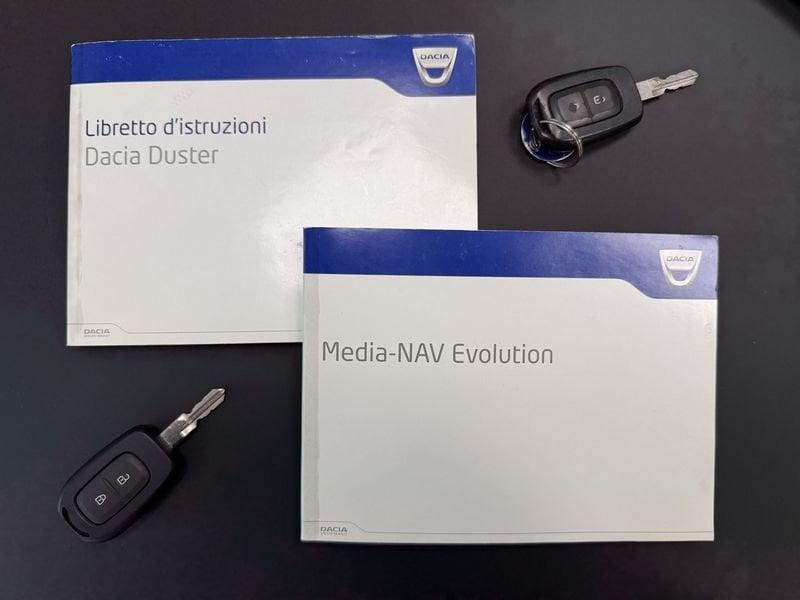 DACIA
Libretto d'istruzioni
Dacia Duster
DACIA
DACIA
Media-NAV Evolution
DACIA